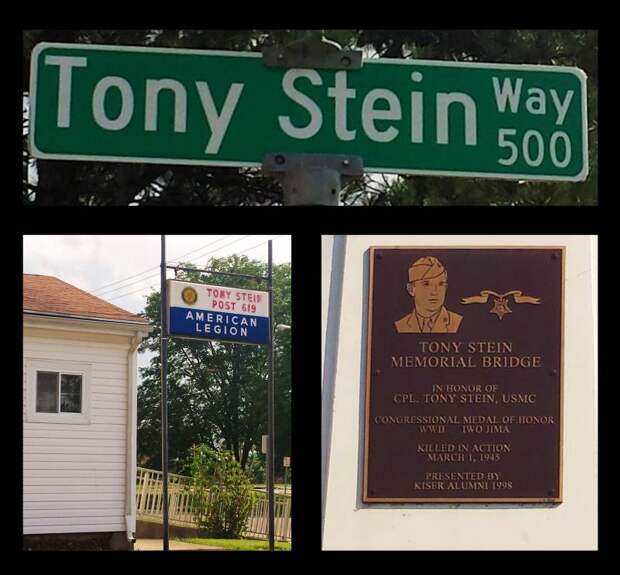 Tony Stein Way
500
TONY STEIN
POST 619
AMERICAN
LEGION
TONY STEIN
MEMORIAL BRIDGE
IN HONOR OF
CPL. TONY STEIN, USMC
CONGRESSIONAL MEDAL OF HONOR
WWII IWO JIMA
KILLED IN ACTION
MARCH 1, 1945
PRESENTED BY
KISER ALUMNI 1998